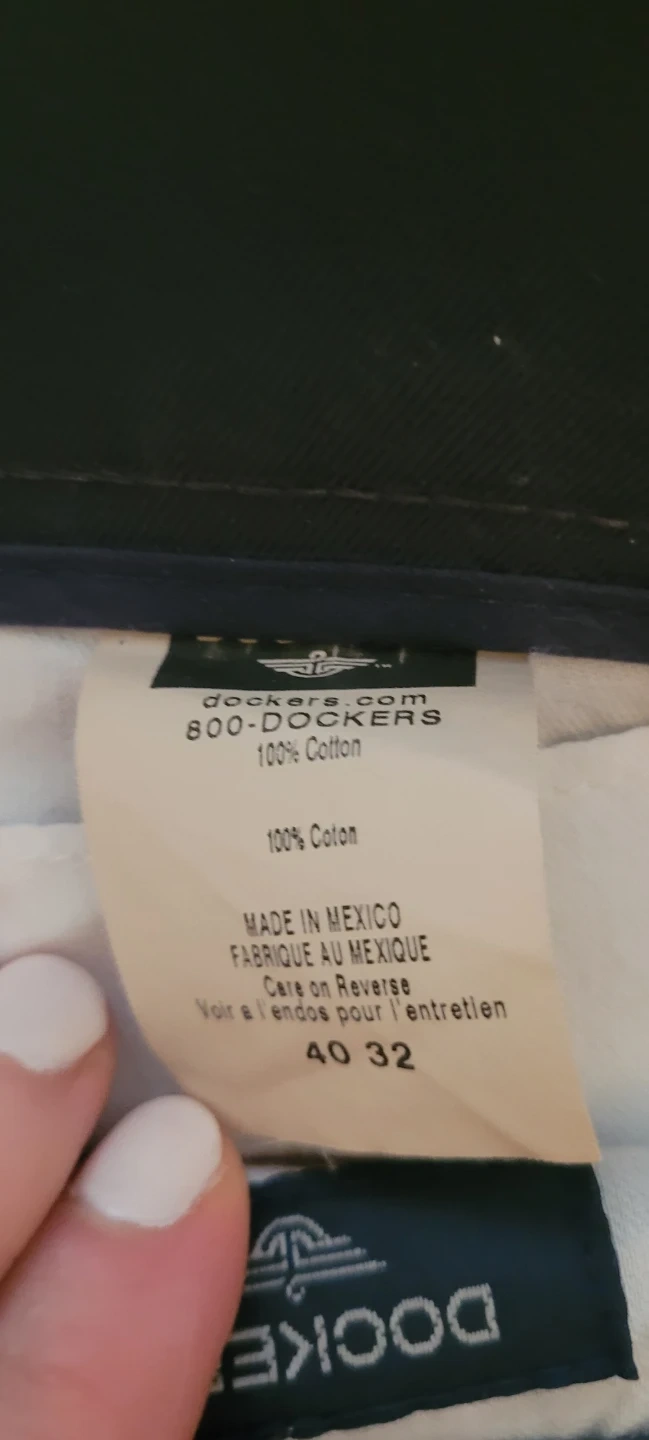 dockers.com
800-DOCKERS
100% Cotton
100% Coton
MADE IN MEXICO
FABRIQUE AU MEXIQUE
Care on Reverse
Voir a l'endos pour l'entretien
40 32
DOCKE